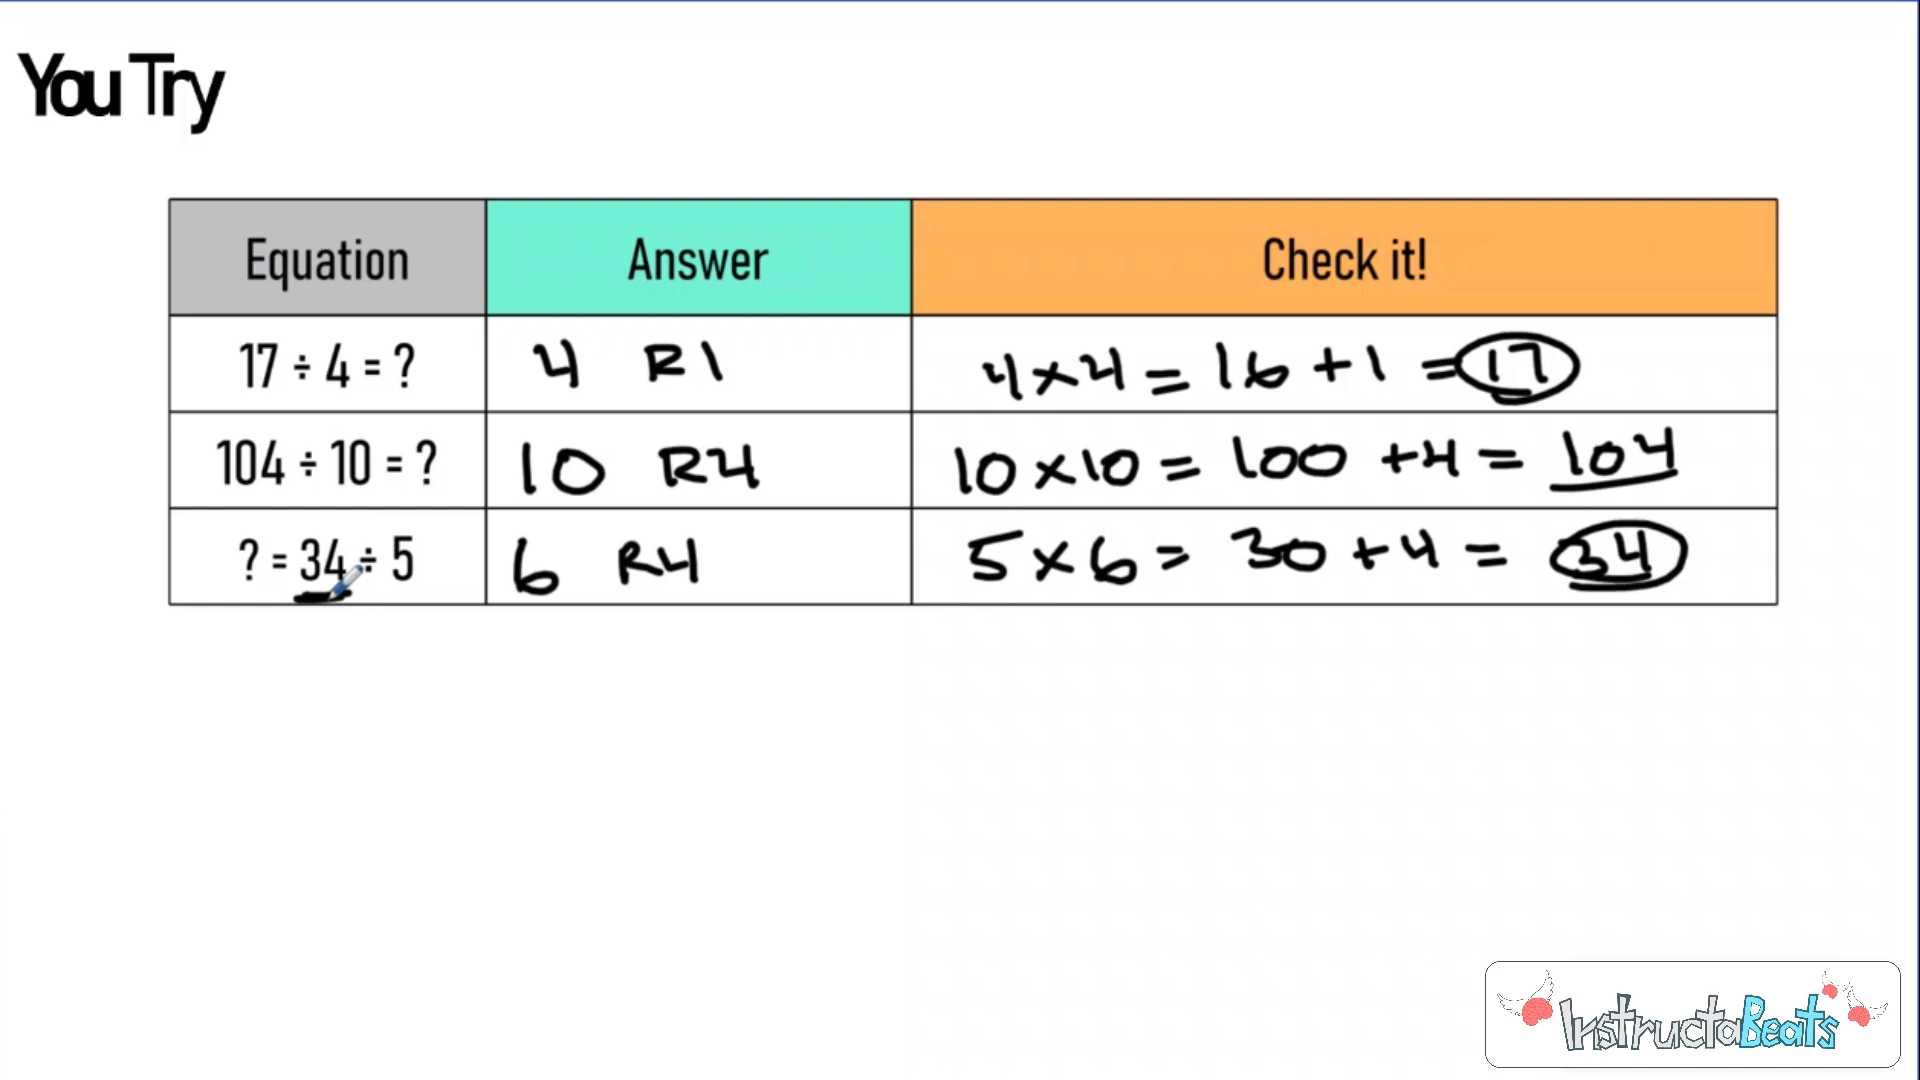 You Try
Equation Answer Check it!
17 ÷ 4 = ? 4 R1 4 x 4 = 16 + 1 = 17
104 ÷ 10 = ? 10 R4 10 x 10 = 100 + 4 = 104
? = 34 ÷ 5 6 R4 5 x 6 = 30 + 4 = 34
InstructaBeats